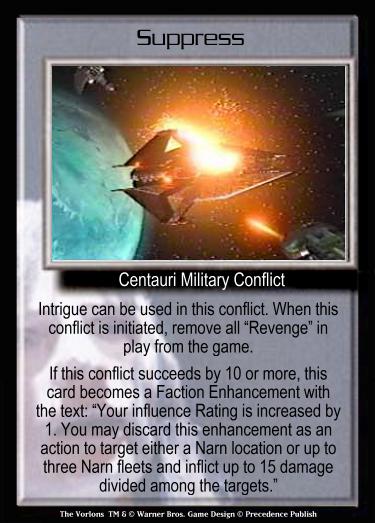 Suppress
Centauri Military Conflict
Intrigue can be used in this conflict. When this
conflict is initiated, remove all “Revenge” in
play from the game.
If this conflict succeeds by 10 or more, this
card becomes a Faction Enhancement with
the text: “Your influence Rating is increased by
1. You may discard this enhancement as an
action to target either a Narn location or up to
three Narn fleets and inflict up to 15 damage
divided among the targets.”
The Vorlons TM & © Warner Bros. Game Design © Precedence Publish